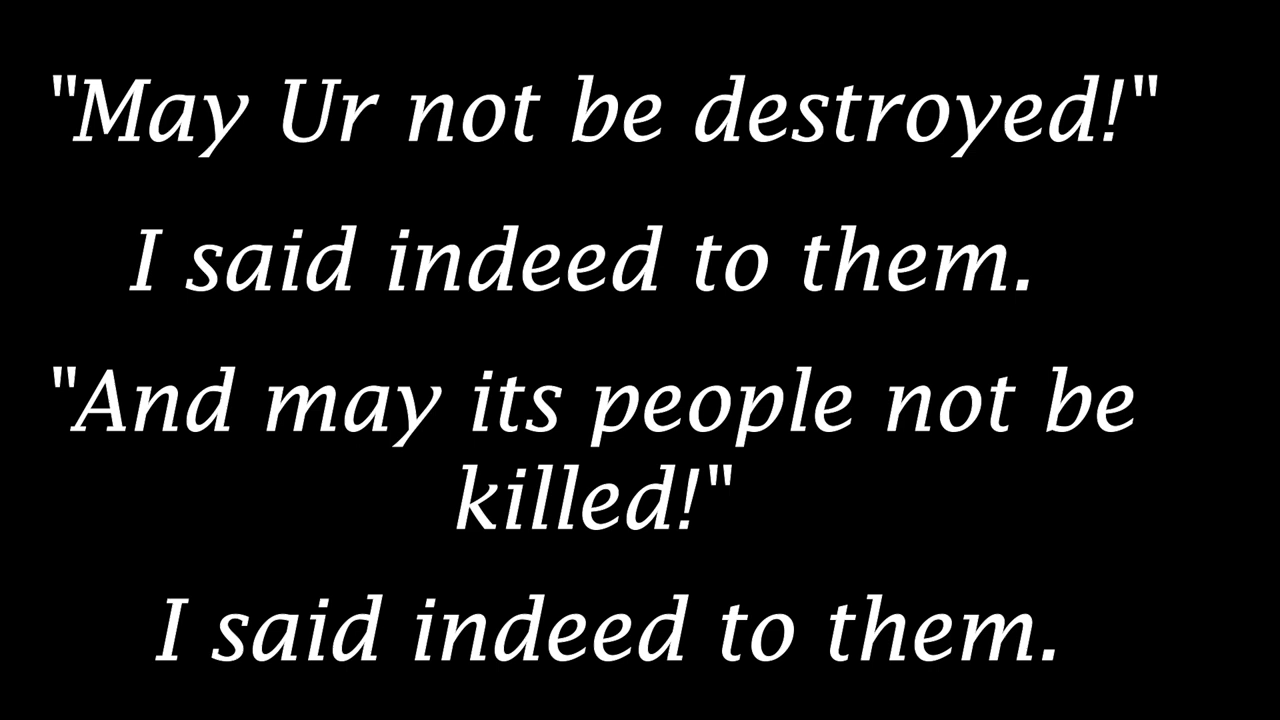 "May Ur not be destroyed!"
I said indeed to them.
"And may its people not be
killed!"
I said indeed to them.